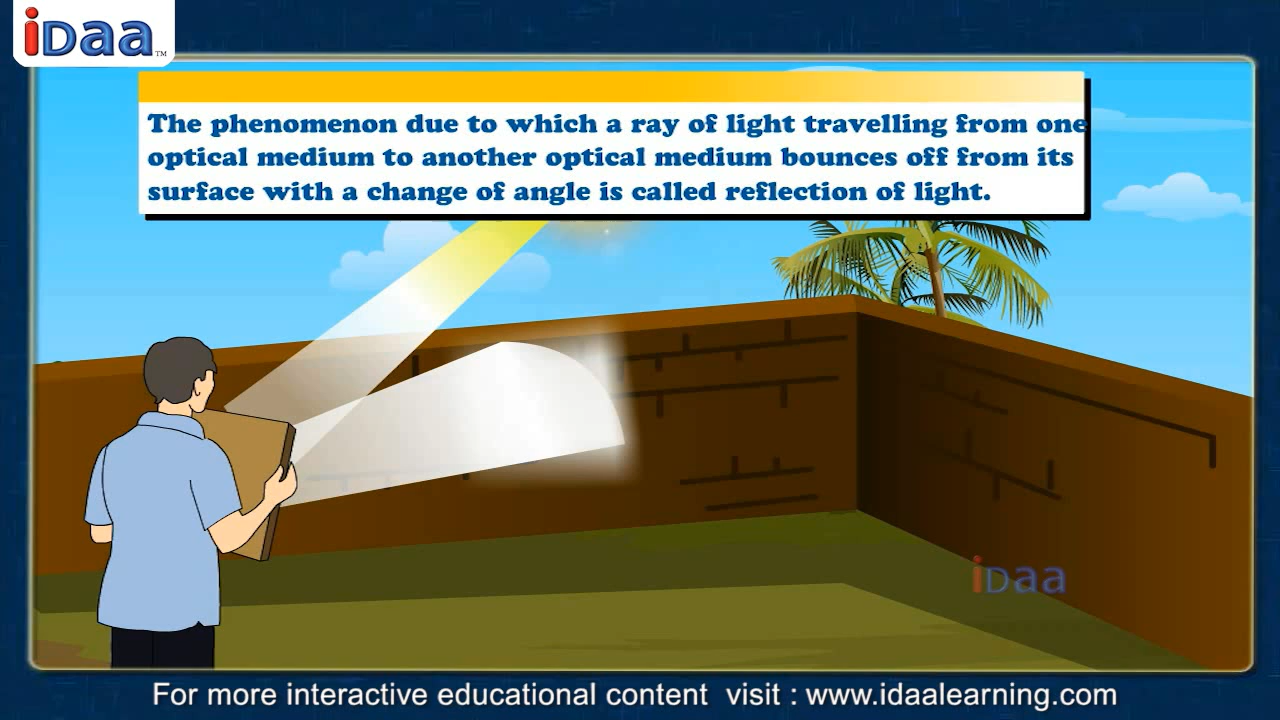 iDaa™
The phenomenon due to which a ray of light travelling from one
optical medium to another optical medium bounces off from its
surface with a change of angle is called reflection of light.
iDaa
For more interactive educational content visit : www.idaalearning.com